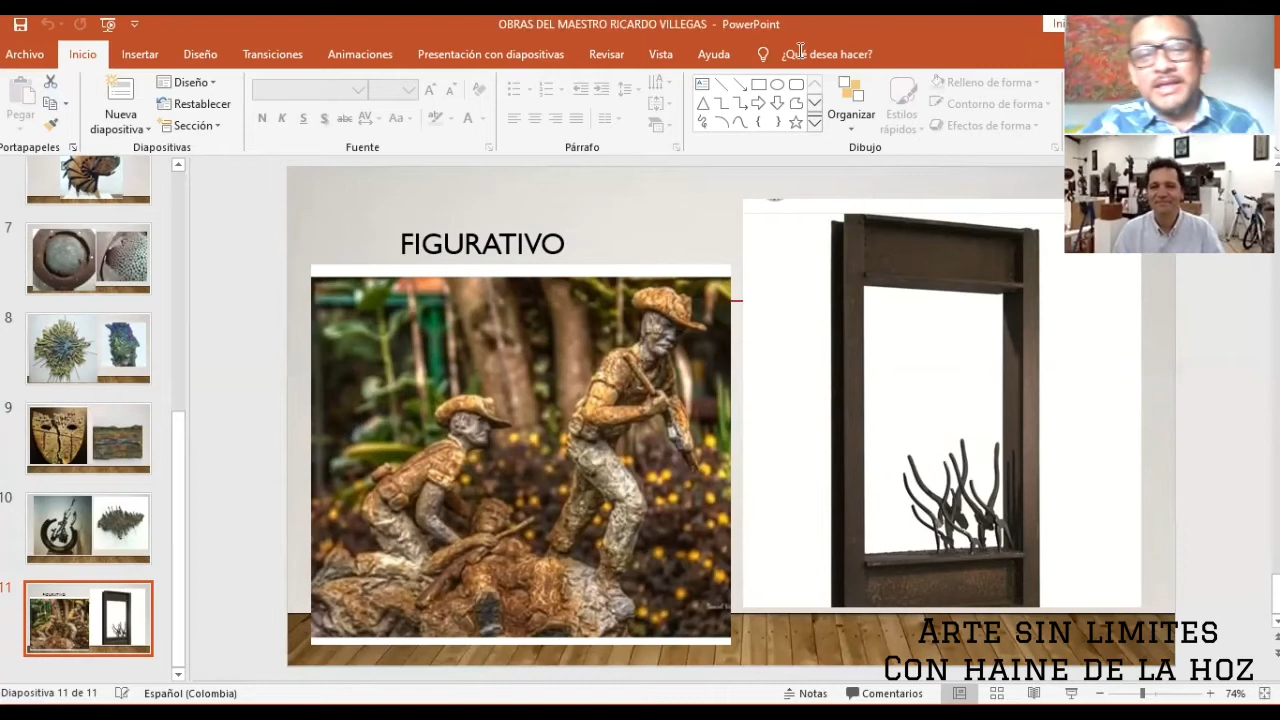 OBRAS DEL MAESTRO RICARDO VILLEGAS - PowerPoint
Archivo Inicio Insertar Diseño Transiciones Animaciones Presentación con diapositivas Revisar Vista Ayuda ¿Qué desea hacer?
Pegar
Nueva
diapositiva
Diseño
Restablecer
Sección
Organizar
Estilos
rápidos
Relleno de forma
Contorno de forma
Efectos de forma
Portapapeles Diapositivas Fuente Párrafo Dibujo
7
8
9
10
11
FIGURATIVO
Arte sin limites
Con Haine de la Hoz
Diapositiva 11 de 11 Español (Colombia) Notas Comentarios 74%